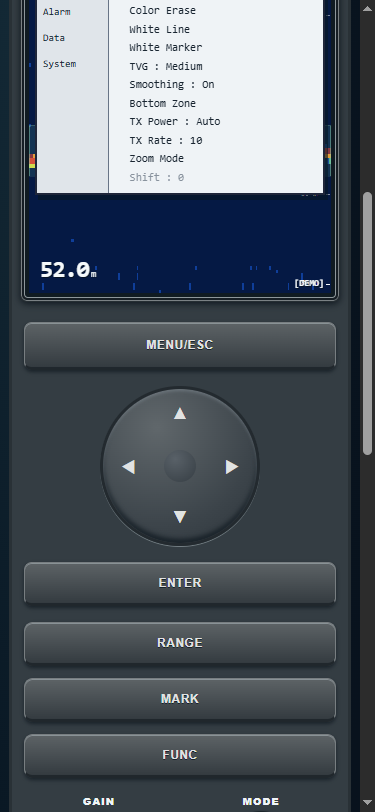 Color Erase
Alarm
White Line
Data
White Marker
System
TVG : Medium
Smoothing : On
Bottom Zone
TX Power : Auto
TX Rate : 10
Zoom Mode
Shift : 0
52.0m
[DEMO]
MENU/ESC
ENTER
RANGE
MARK
FUNC
GAIN MODE